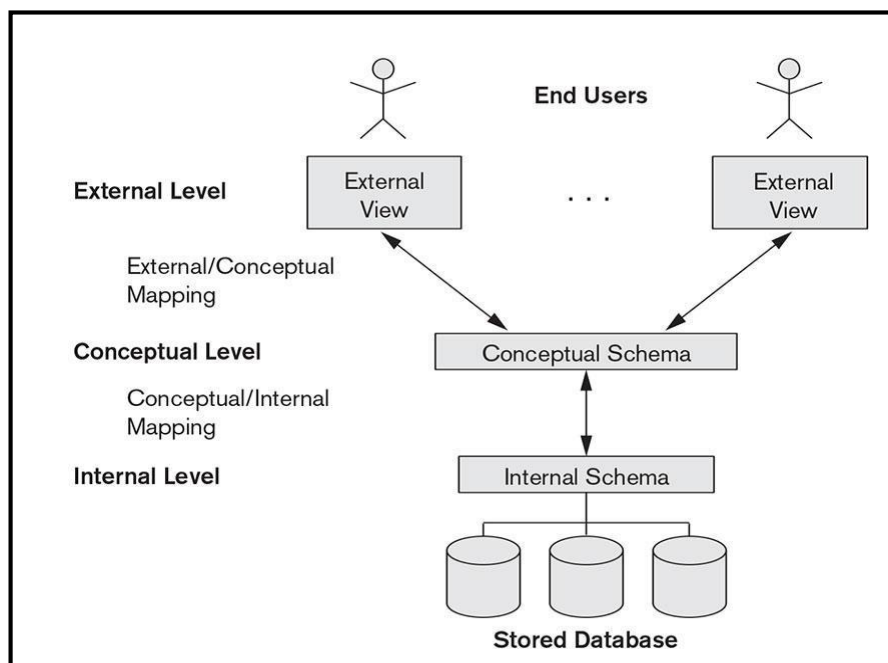 End Users
External Level
External
View
. . .
External
View
External/Conceptual
Mapping
Conceptual Level
Conceptual Schema
Conceptual/Internal
Mapping
Internal Level
Internal Schema
Stored Database